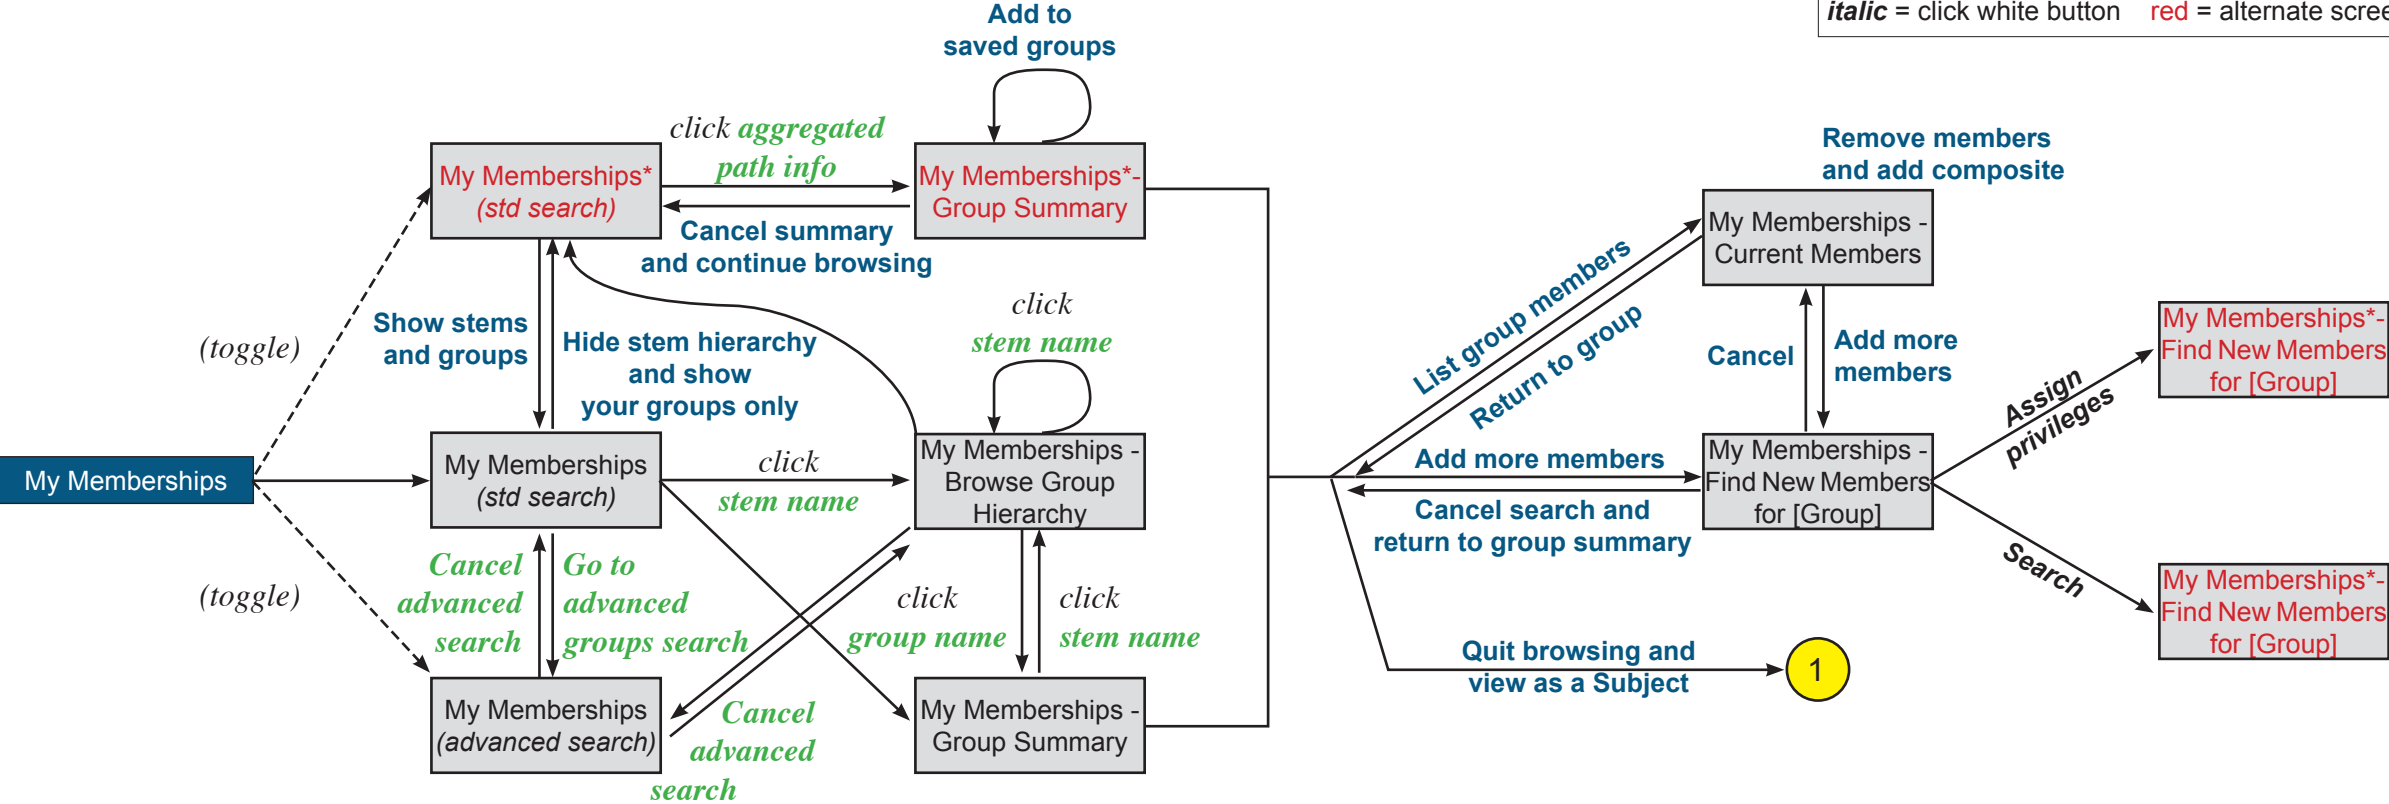 italic = click white button red = alternate scree
Add to
saved groups
click aggregated
path info
My Memberships*
(std search)
My Memberships*-
Group Summary
Cancel summary
and continue browsing
Remove members
and add composite
My Memberships -
Current Members
(toggle)
Show stems
and groups
Hide stem hierarchy
and show
your groups only
click
stem name
List group members
Return to group
Cancel
Add more
members
My Memberships*-
Find New Members
for [Group]
My Memberships
My Memberships
(std search)
click
stem name
My Memberships -
Browse Group
Hierarchy
Add more members
Cancel search and
return to group summary
My Memberships -
Find New Members
for [Group]
Assign
privileges
Search
My Memberships*-
Find New Members
for [Group]
(toggle)
Cancel
advanced
search
Go to
advanced
groups search
click
group name
click
stem name
Quit browsing and
view as a Subject
1
My Memberships
(advanced search)
Cancel
advanced
search
My Memberships -
Group Summary